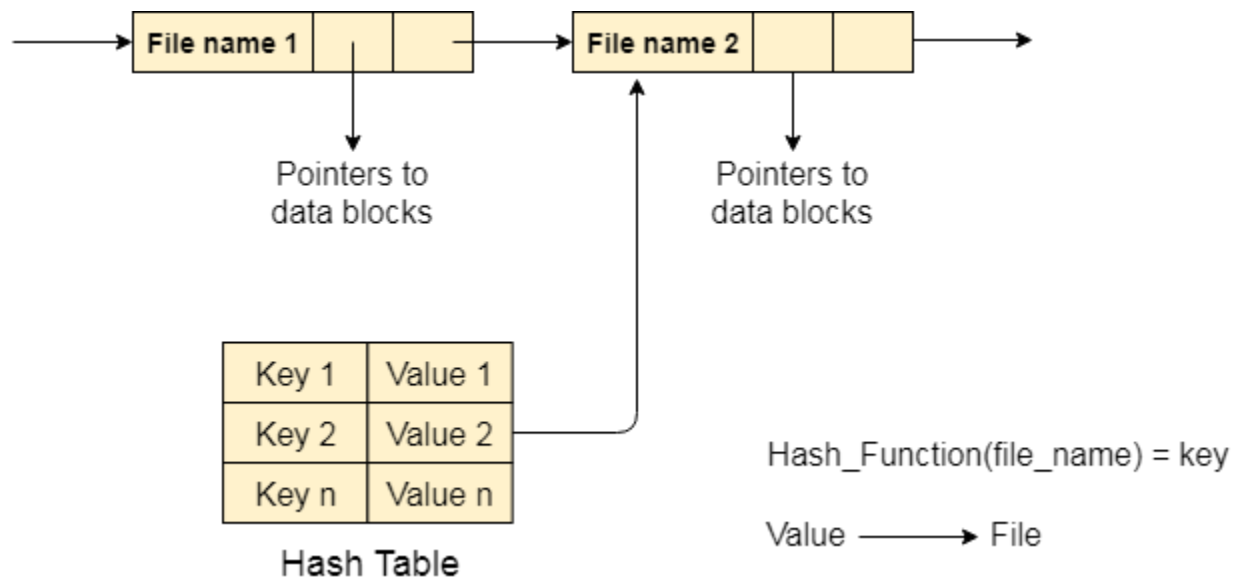 File name 1
File name 2
Pointers to
data blocks
Pointers to
data blocks
Key 1 Value 1
Key 2 Value 2
Key n Value n
Hash Table
Hash_Function(file_name) = key
Value File